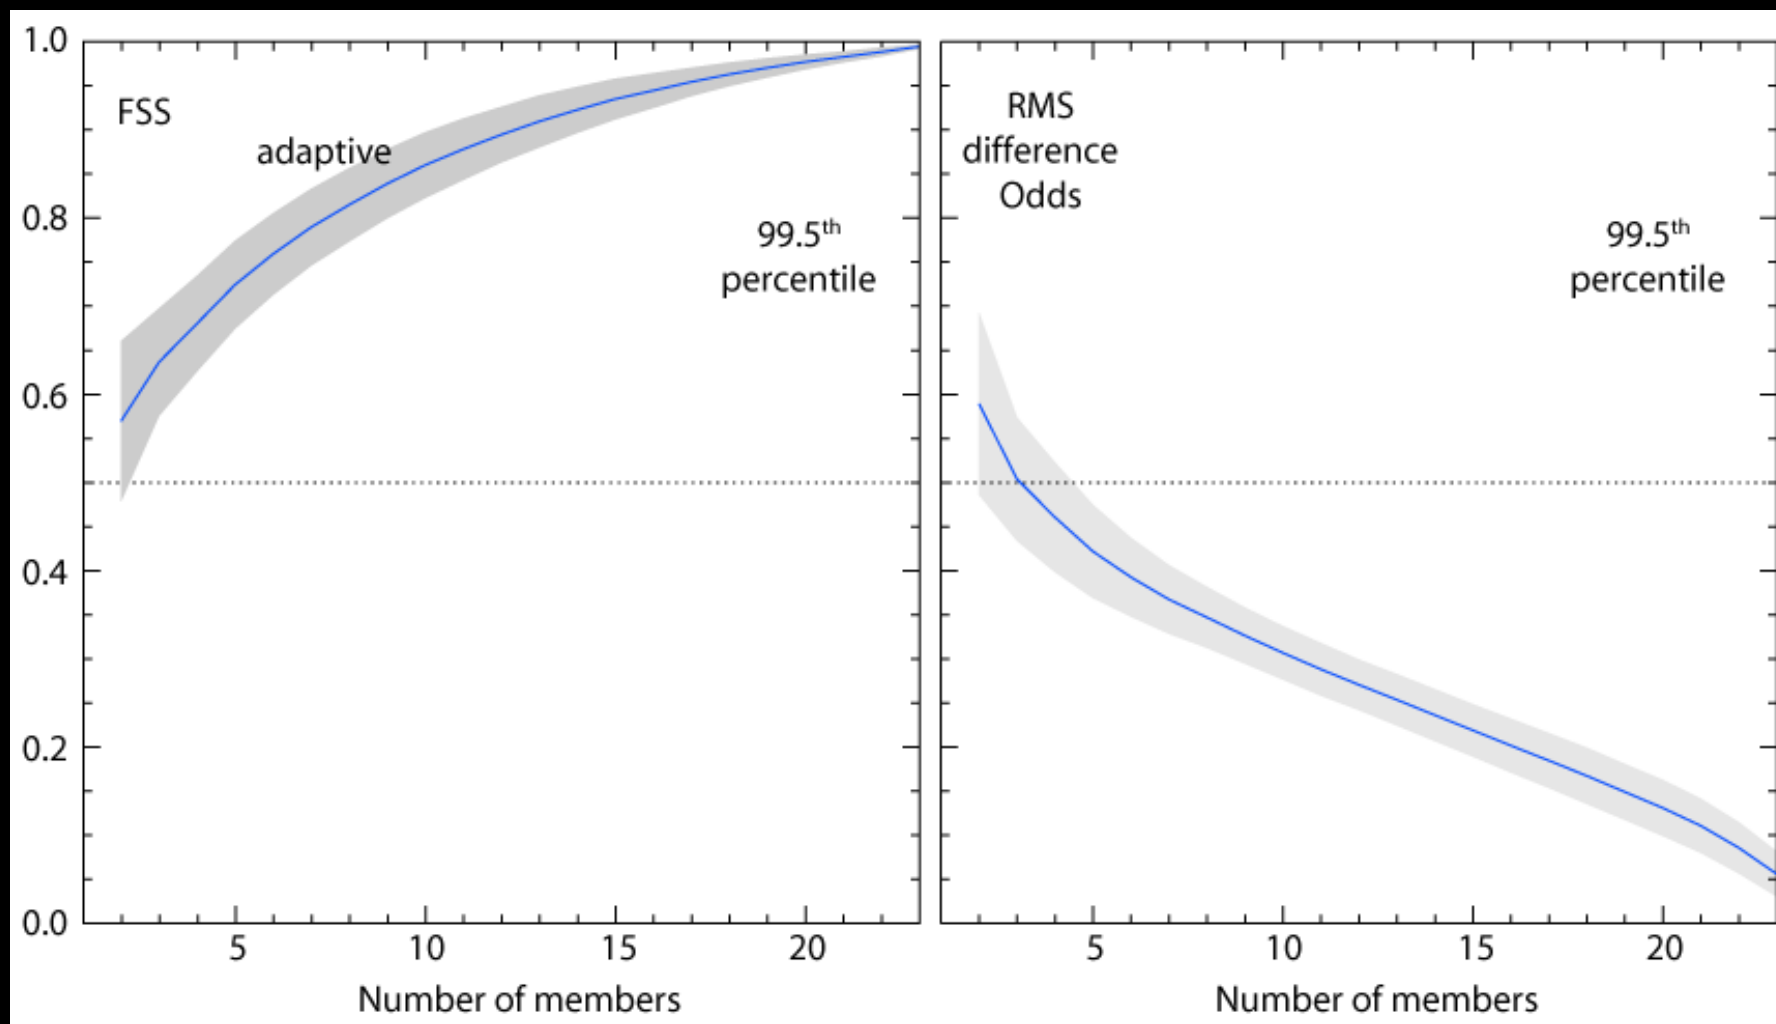 1.0
0.8
0.6
0.4
0.2
0.0
FSS
adaptive
99.5th
percentile
5 10 15 20
Number of members
RMS
difference
Odds
99.5th
percentile
5 10 15 20
Number of members